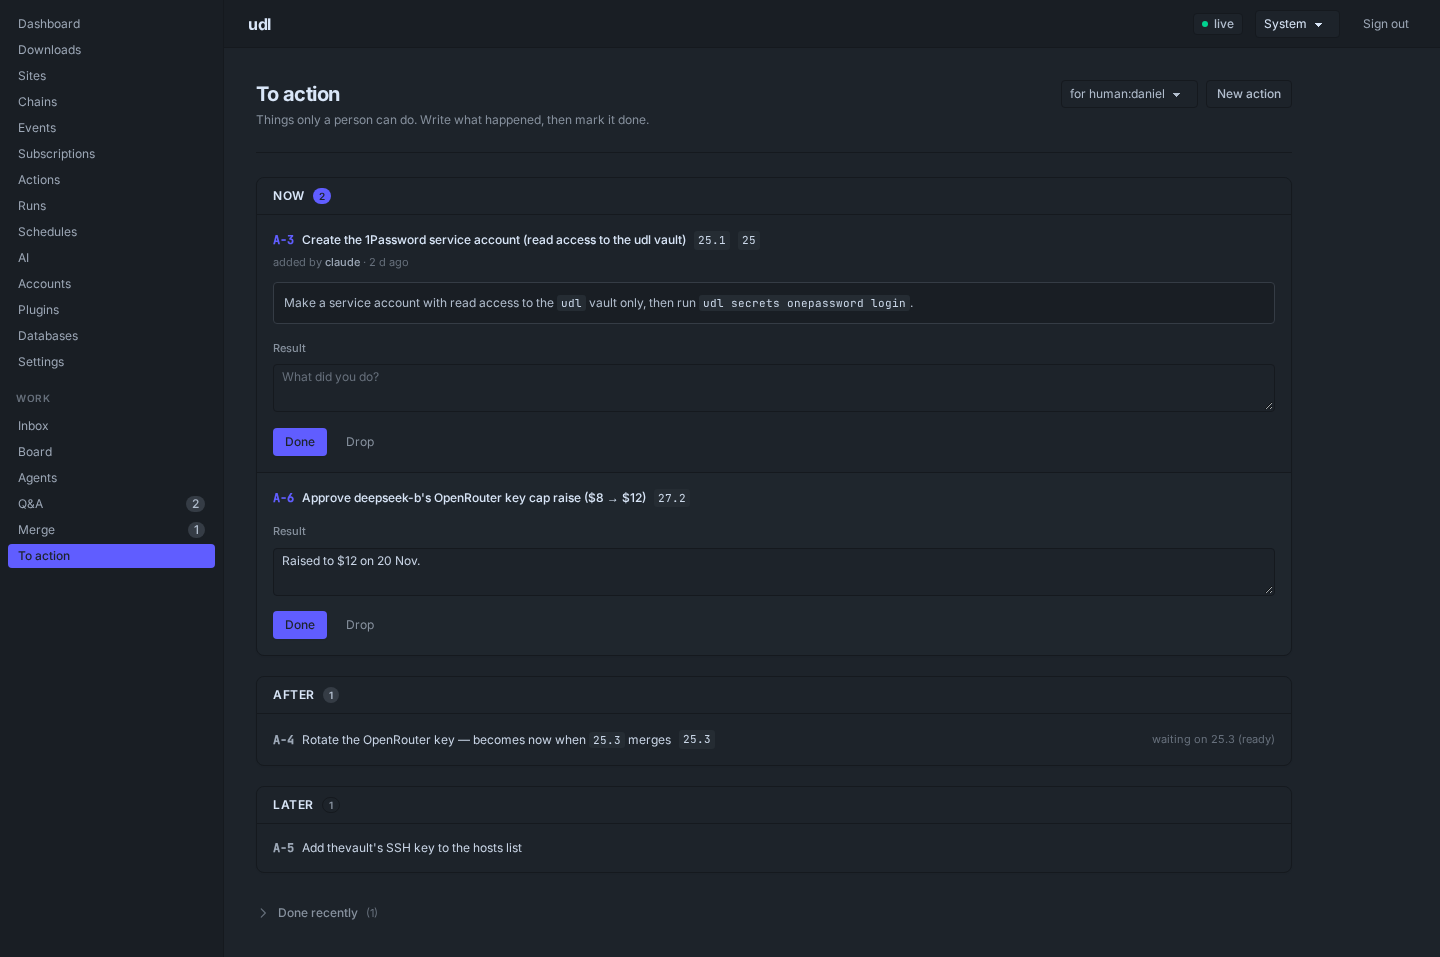 Dashboard
Downloads
Sites
Chains
Events
Subscriptions
Actions
Runs
Schedules
AI
Accounts
Plugins
Databases
Settings
WORK
Inbox
Board
Agents
Q&A 2
Merge 1
To action
udl
live
System
Sign out
To action
Things only a person can do. Write what happened, then mark it done.
for human:daniel
New action
NOW 2
A-3 Create the 1Password service account (read access to the udl vault) 25.1 25
added by claude · 2 d ago
Make a service account with read access to the udl vault only, then run udl secrets onepassword login.
Result
What did you do?
Done Drop
A-6 Approve deepseek-b's OpenRouter key cap raise ($8 → $12) 27.2
Result
Raised to $12 on 20 Nov.
Done Drop
AFTER 1
A-4 Rotate the OpenRouter key — becomes now when 25.3 merges 25.3 waiting on 25.3 (ready)
LATER 1
A-5 Add thevault's SSH key to the hosts list
Done recently (1)